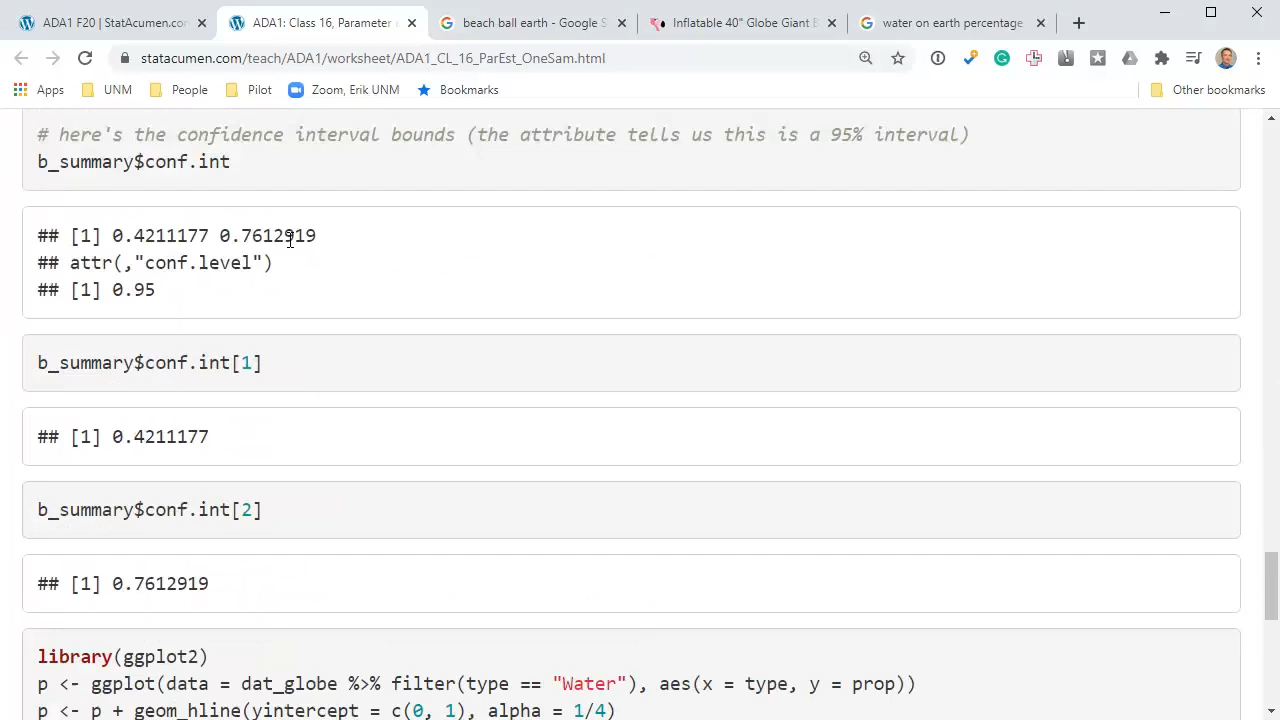 ADA1 F20 | StatAcumen.com
ADA1: Class 16, Parameter
beach ball earth - Google S
Inflatable 40" Globe Giant
water on earth percentage
statacumen.com/teach/ADA1/worksheet/ADA1_CL_16_ParEst_OneSam.html
Apps UNM People Pilot Zoom, Erik UNM Bookmarks Other bookmarks
# here's the confidence interval bounds (the attribute tells us this is a 95% interval)
b_summary$conf.int
## [1] 0.4211177 0.7612919
## attr(,"conf.level")
## [1] 0.95
b_summary$conf.int[1]
## [1] 0.4211177
b_summary$conf.int[2]
## [1] 0.7612919
library(ggplot2)
p <- ggplot(data = dat_globe %>% filter(type == "Water"), aes(x = type, y = prop))
p <- p + geom_hline(yintercept = c(0, 1), alpha = 1/4)